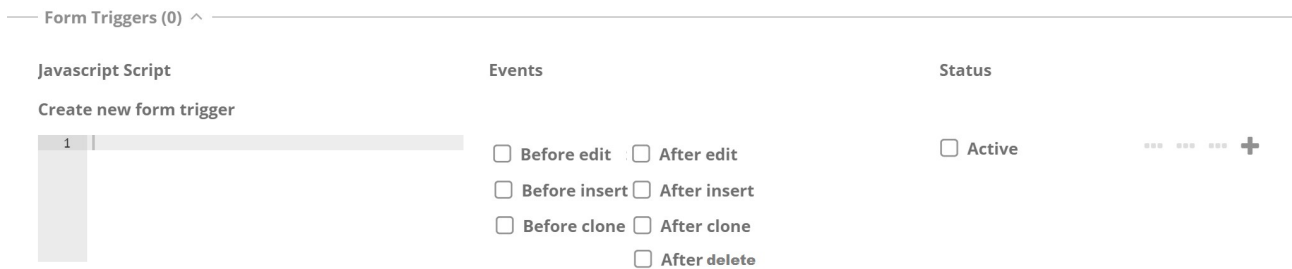 Form Triggers (0)
Javascript Script Events Status
Create new form trigger
1
Before edit After edit Active
Before insert After insert
Before clone After clone
After delete